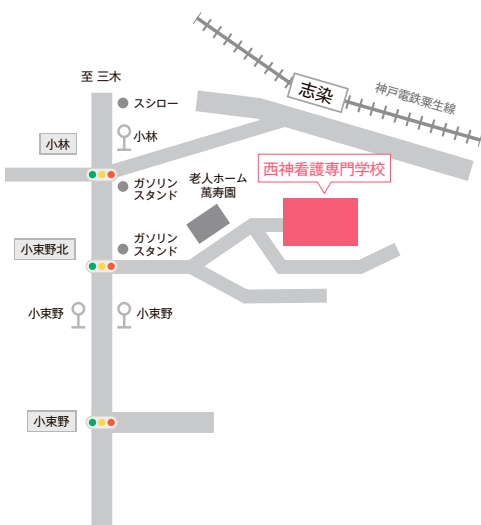 至 三木
スシロー
志染
神戸電鉄粟生線
小林
小林
西神看護専門学校
ガソリン
スタンド
老人ホーム
萬寿園
小束野北
ガソリン
スタンド
小束野
小束野
小束野